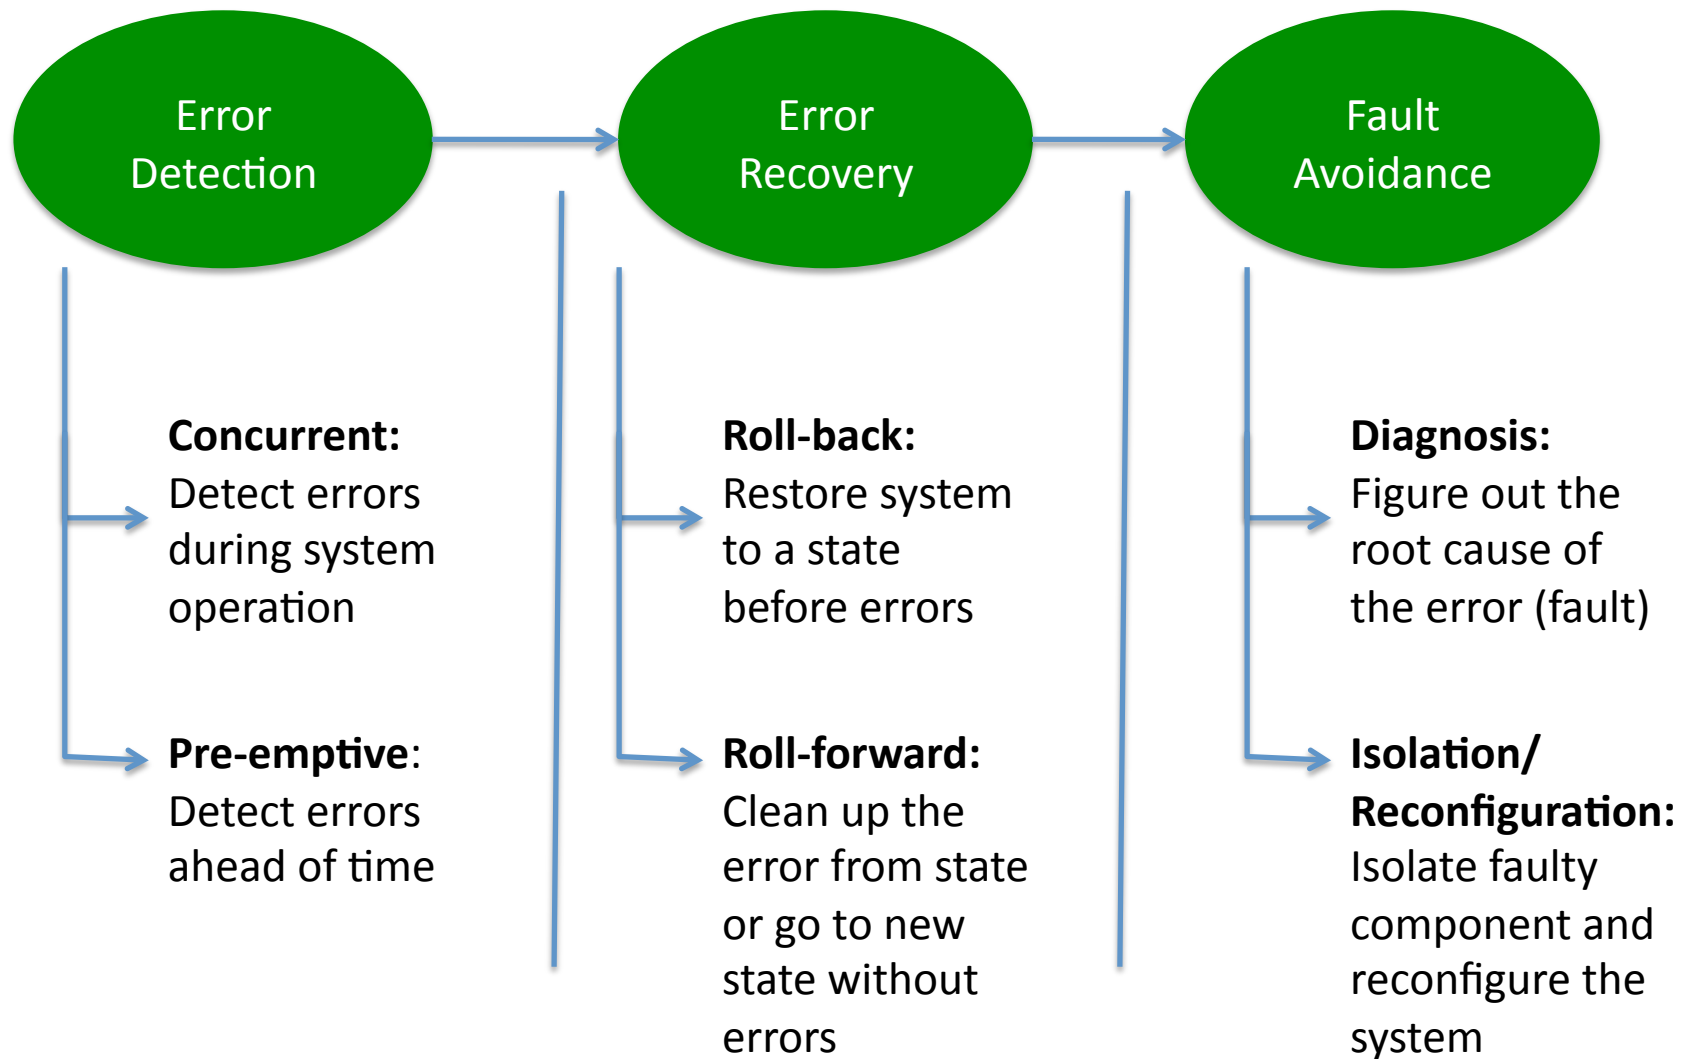 Error
Detection
Error
Recovery
Fault
Avoidance
Concurrent:
Detect errors
during system
operation
Pre-emptive:
Detect errors
ahead of time
Roll-back:
Restore system
to a state
before errors
Roll-forward:
Clean up the
error from state
or go to new
state without
errors
Diagnosis:
Figure out the
root cause of
the error (fault)
Isolation/
Reconfiguration:
Isolate faulty
component and
reconfigure the
system